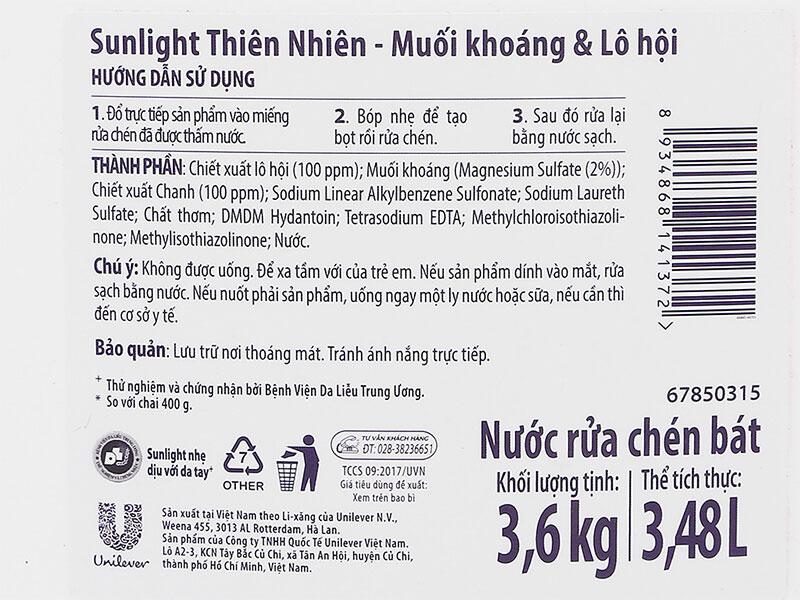 Sunlight Thiên Nhiên - Muối khoáng & Lô hội
HƯỚNG DẪN SỬ DỤNG
1. Đổ trực tiếp sản phẩm vào miếng
rửa chén đã được thấm nước.
2. Bóp nhẹ để tạo
bọt rồi rửa chén.
3. Sau đó rửa lại
bằng nước sạch.
THÀNH PHẦN: Chiết xuất lô hội (100 ppm); Muối khoáng (Magnesium Sulfate (2%));
Chiết xuất Chanh (100 ppm); Sodium Linear Alkylbenzene Sulfonate; Sodium Laureth
Sulfate; Chất thơm; DMDM Hydantoin; Tetrasodium EDTA; Methylchloroisothiazoli-
none; Methylisothiazolinone; Nước.
Chú ý: Không được uống. Để xa tầm với của trẻ em. Nếu sản phẩm dính vào mắt, rửa
sạch bằng nước. Nếu nuốt phải sản phẩm, uống ngay một ly nước hoặc sữa, nếu cần thì
đến cơ sở y tế.
Bảo quản: Lưu trữ nơi thoáng mát. Tránh ánh nắng trực tiếp.
+ Thử nghiệm và chứng nhận bởi Bệnh Viện Da Liễu Trung Ương.
* So với chai 400 g.
8 934868 141372 >
67850315
Sunlight nhẹ
dịu với da tay+
7
OTHER
TƯ VẤN KHÁCH HÀNG
ĐT: 028-38236651
TCCS 09:2017/UVN
Giá tiêu dùng đề xuất:
Xem trên bao bì
Nước rửa chén bát
Khối lượng tịnh:
3,6 kg
Thể tích thực:
3,48 L
Unilever
Sản xuất tại Việt Nam theo Li-xăng của Unilever N.V.,
Weena 455, 3013 AL Rotterdam, Hà Lan.
Sản phẩm của Công ty TNHH Quốc Tế Unilever Việt Nam.
Lô A2-3, KCN Tây Bắc Củ Chi, xã Tân An Hội, huyện Củ Chi,
thành phố Hồ Chí Minh, Việt Nam.